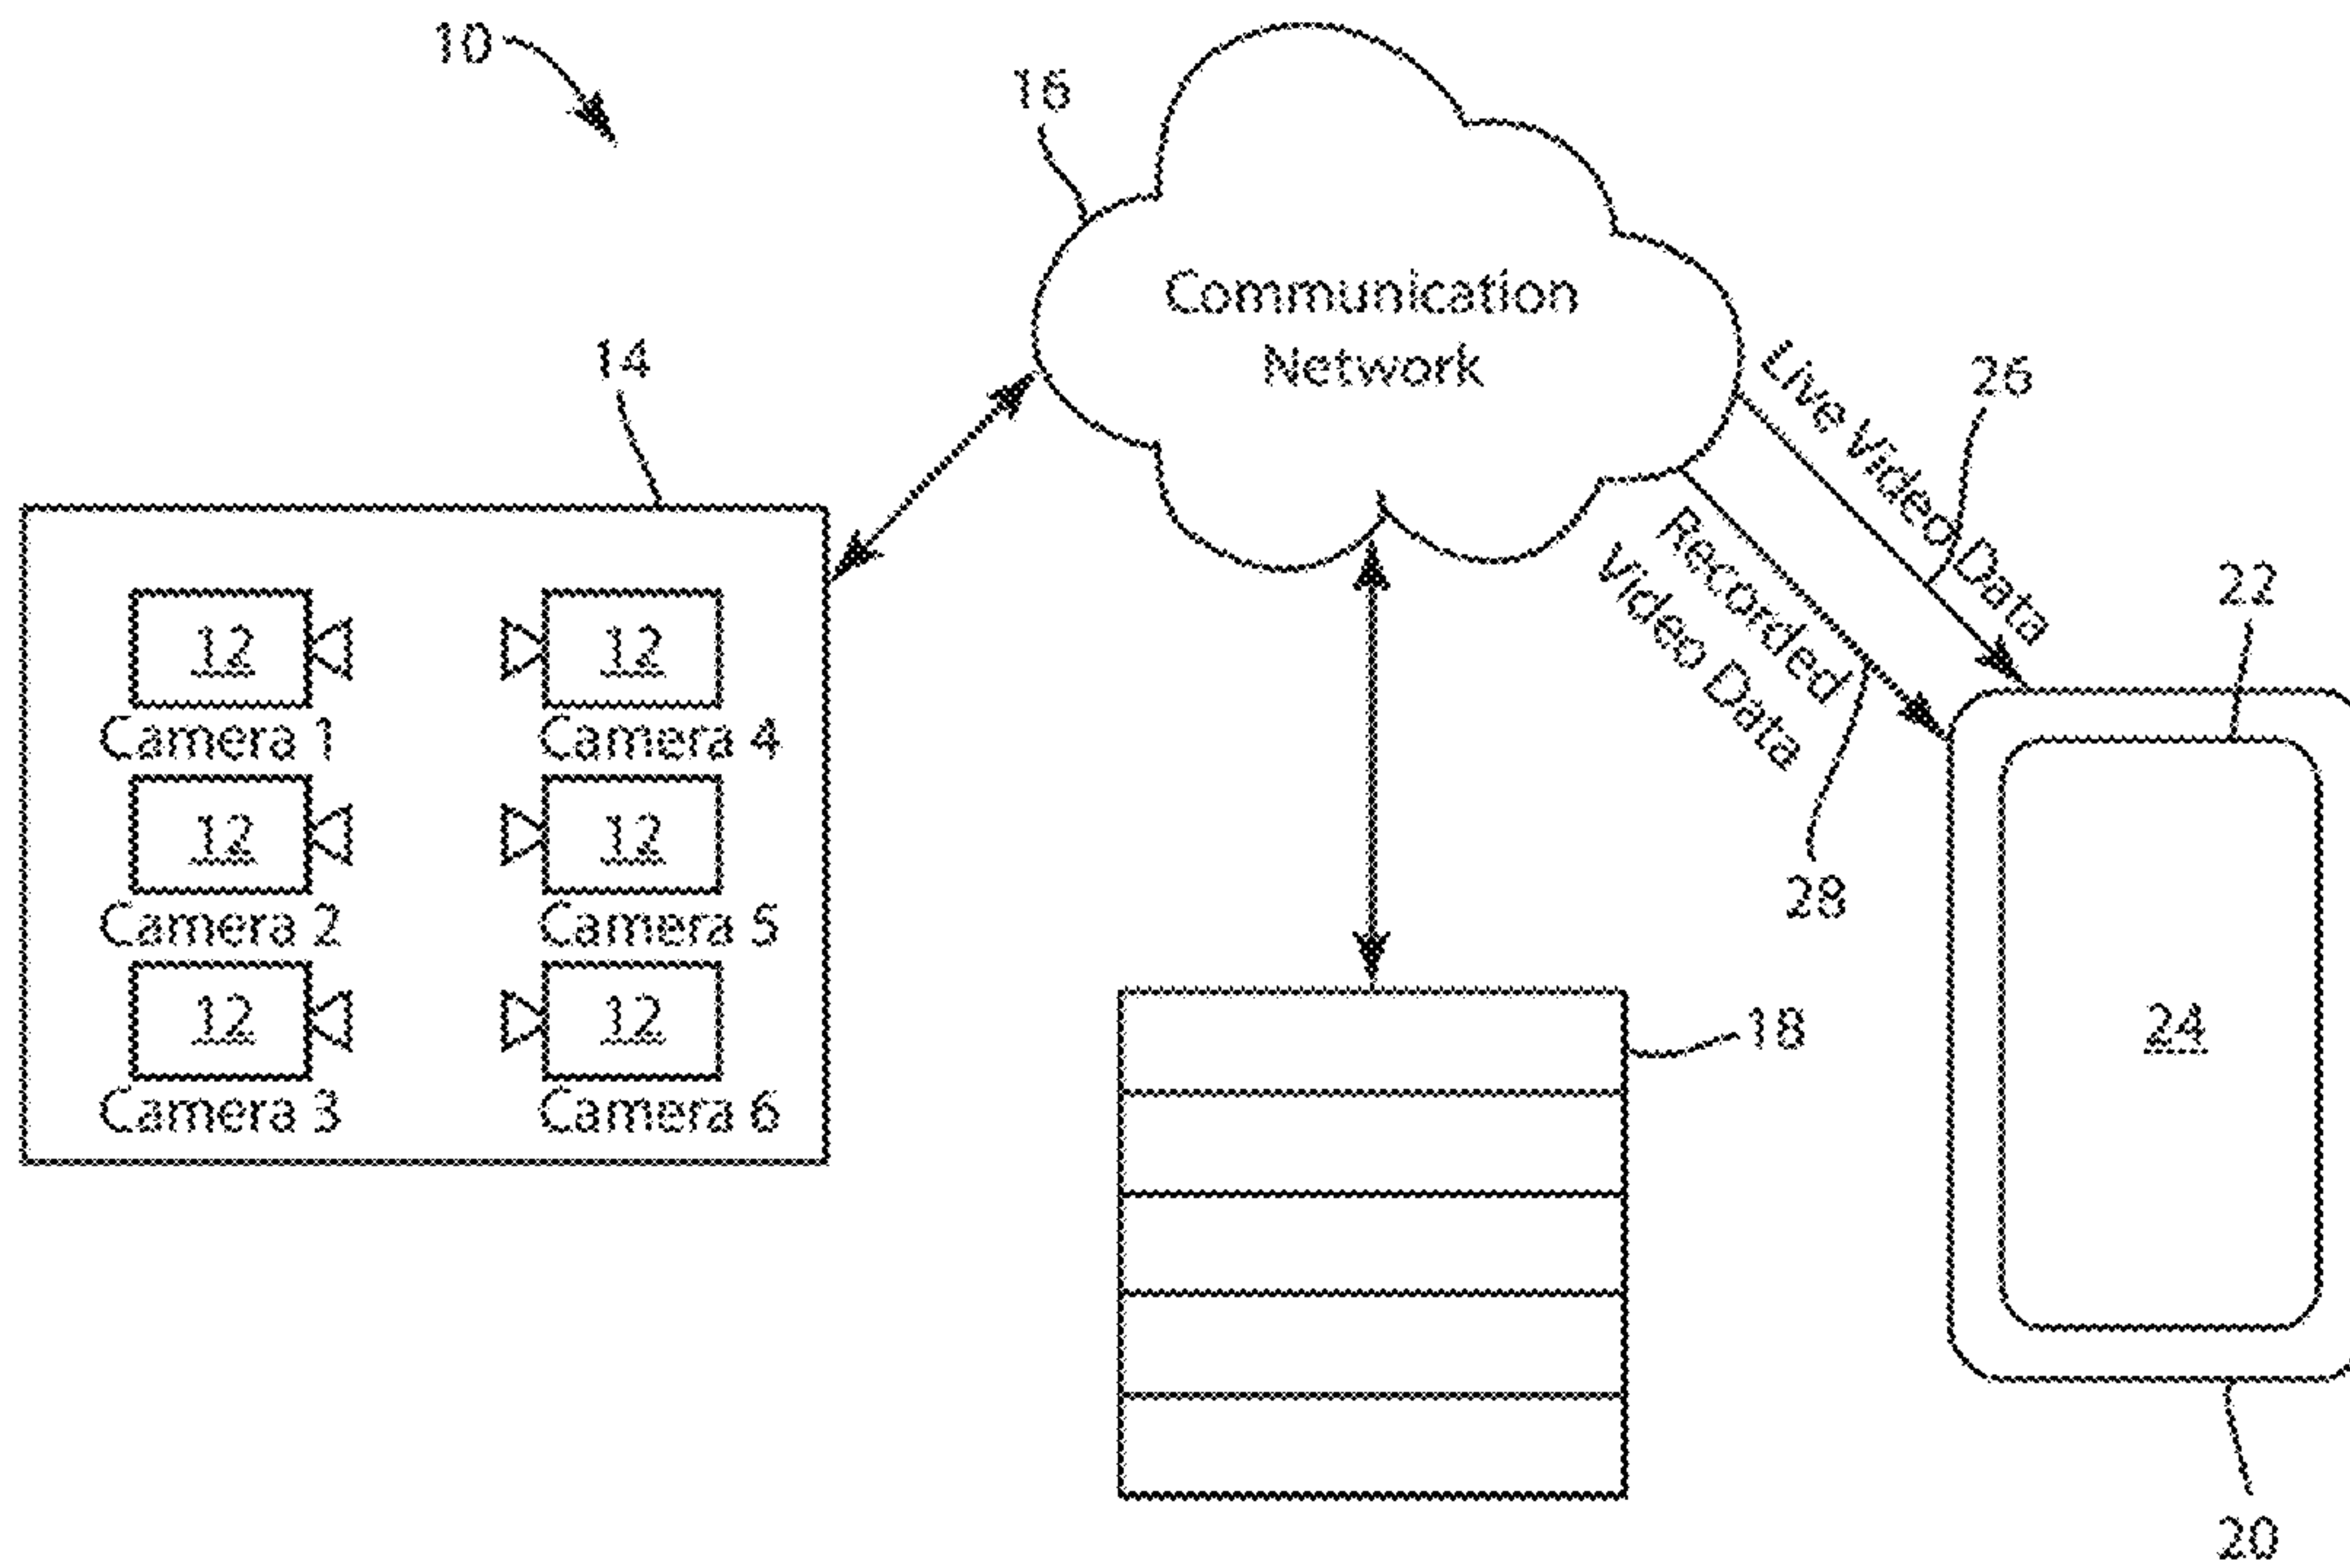 10
16
Communication
Network
14
Live Video Data
26
Recorded
Video Data
22
12
12
Camera 1
Camera 4
12
12
Camera 2
Camera 5
28
12
12
Camera 3
Camera 6
18
24
20